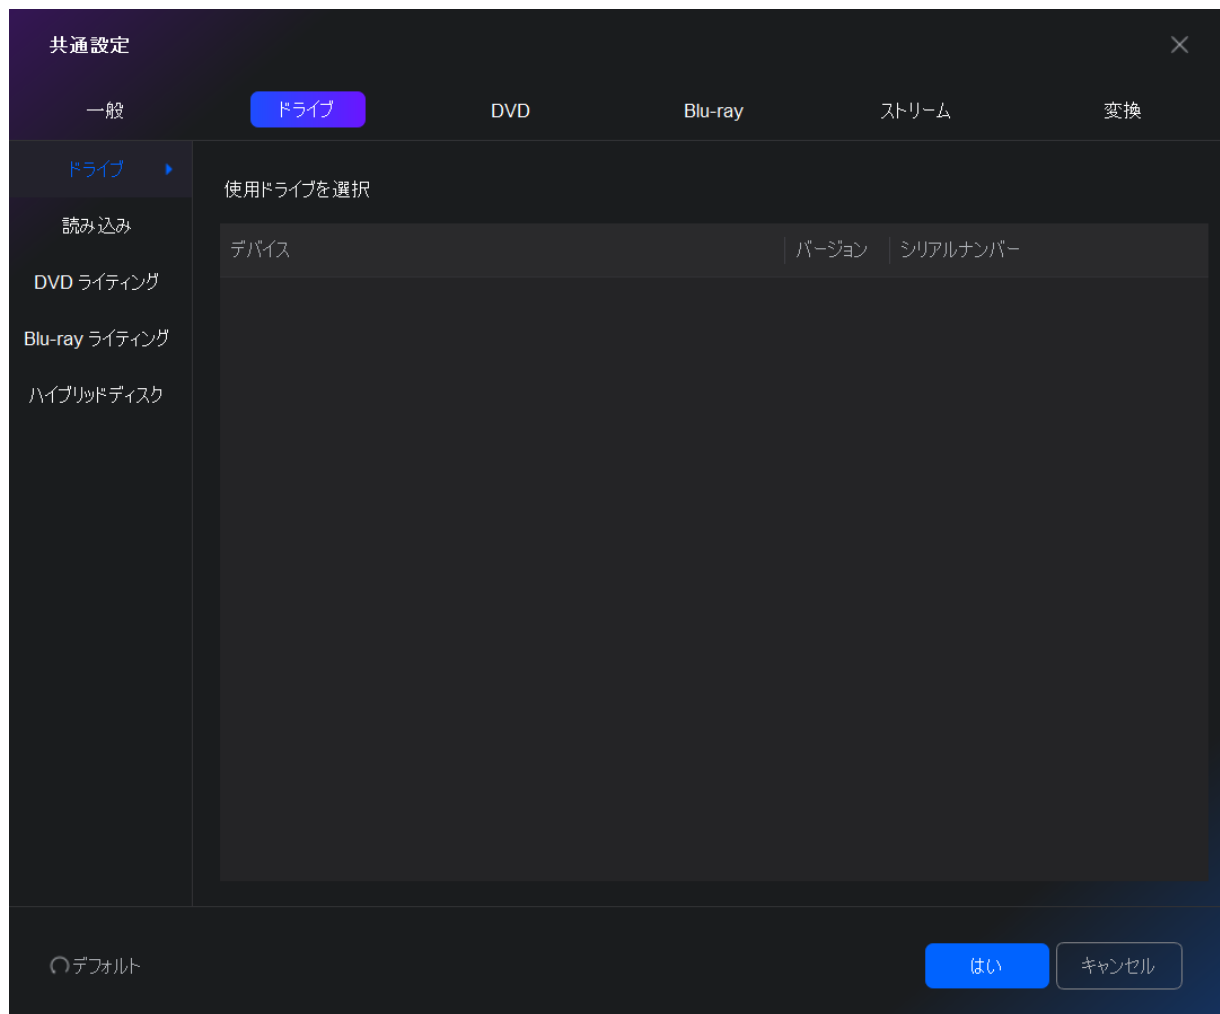 共通設定
一般
ドライブ
DVD
Blu-ray
ストリーム
変換
ドライブ
読み込み
DVD ライティング
Blu-ray ライティング
ハイブリッドディスク
使用ドライブを選択
デバイス
バージョン
シリアルナンバー
デフォルト
はい
キャンセル